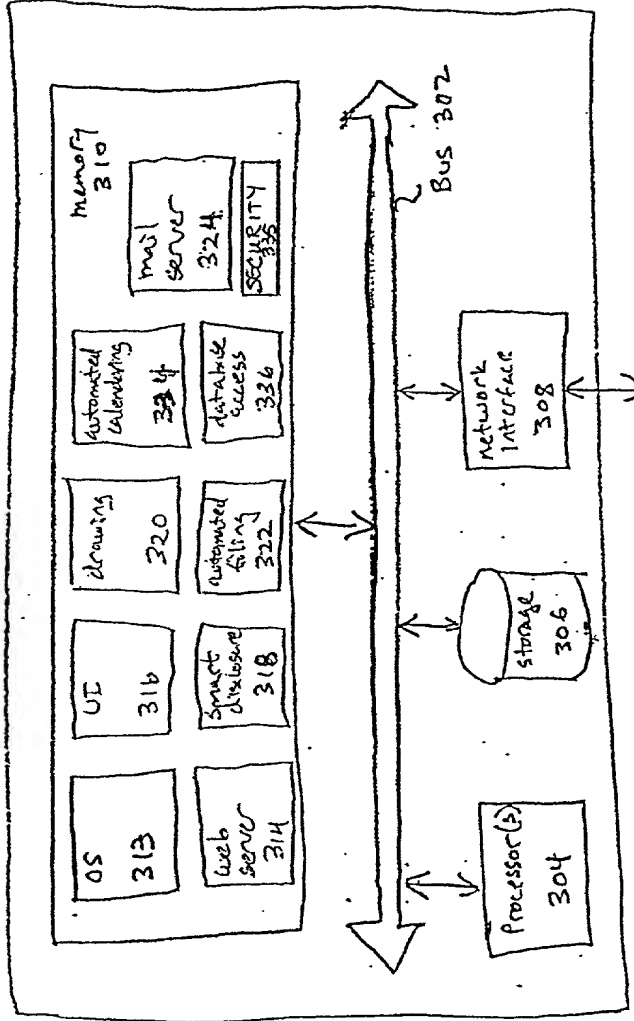 memory
310
OS
313
UI
316
drawing
320
automated
calendaring
334
mail
server
324
web
server
314
Smart
disclosure
318
automated
filing
322
database
access
336
SECURITY
335
Bus 302
Processor(s)
304
storage
306
network
Interface
308